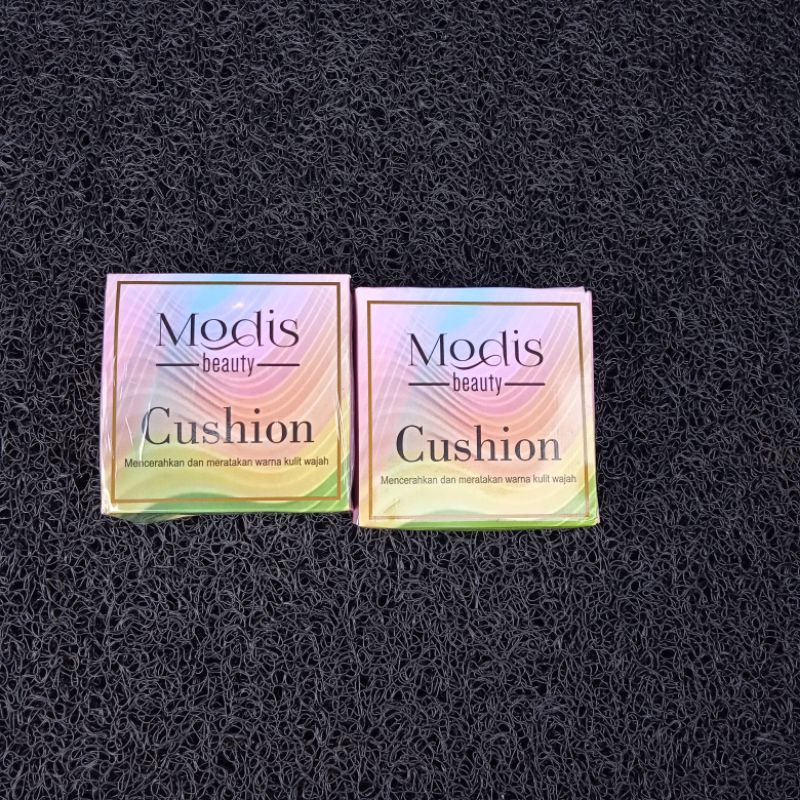 Modis
beauty
Cushion
Mencerahkan dan meratakan warna kulit wajah
Modis
beauty
Cushion
Mencerahkan dan meratakan warna kulit wajah